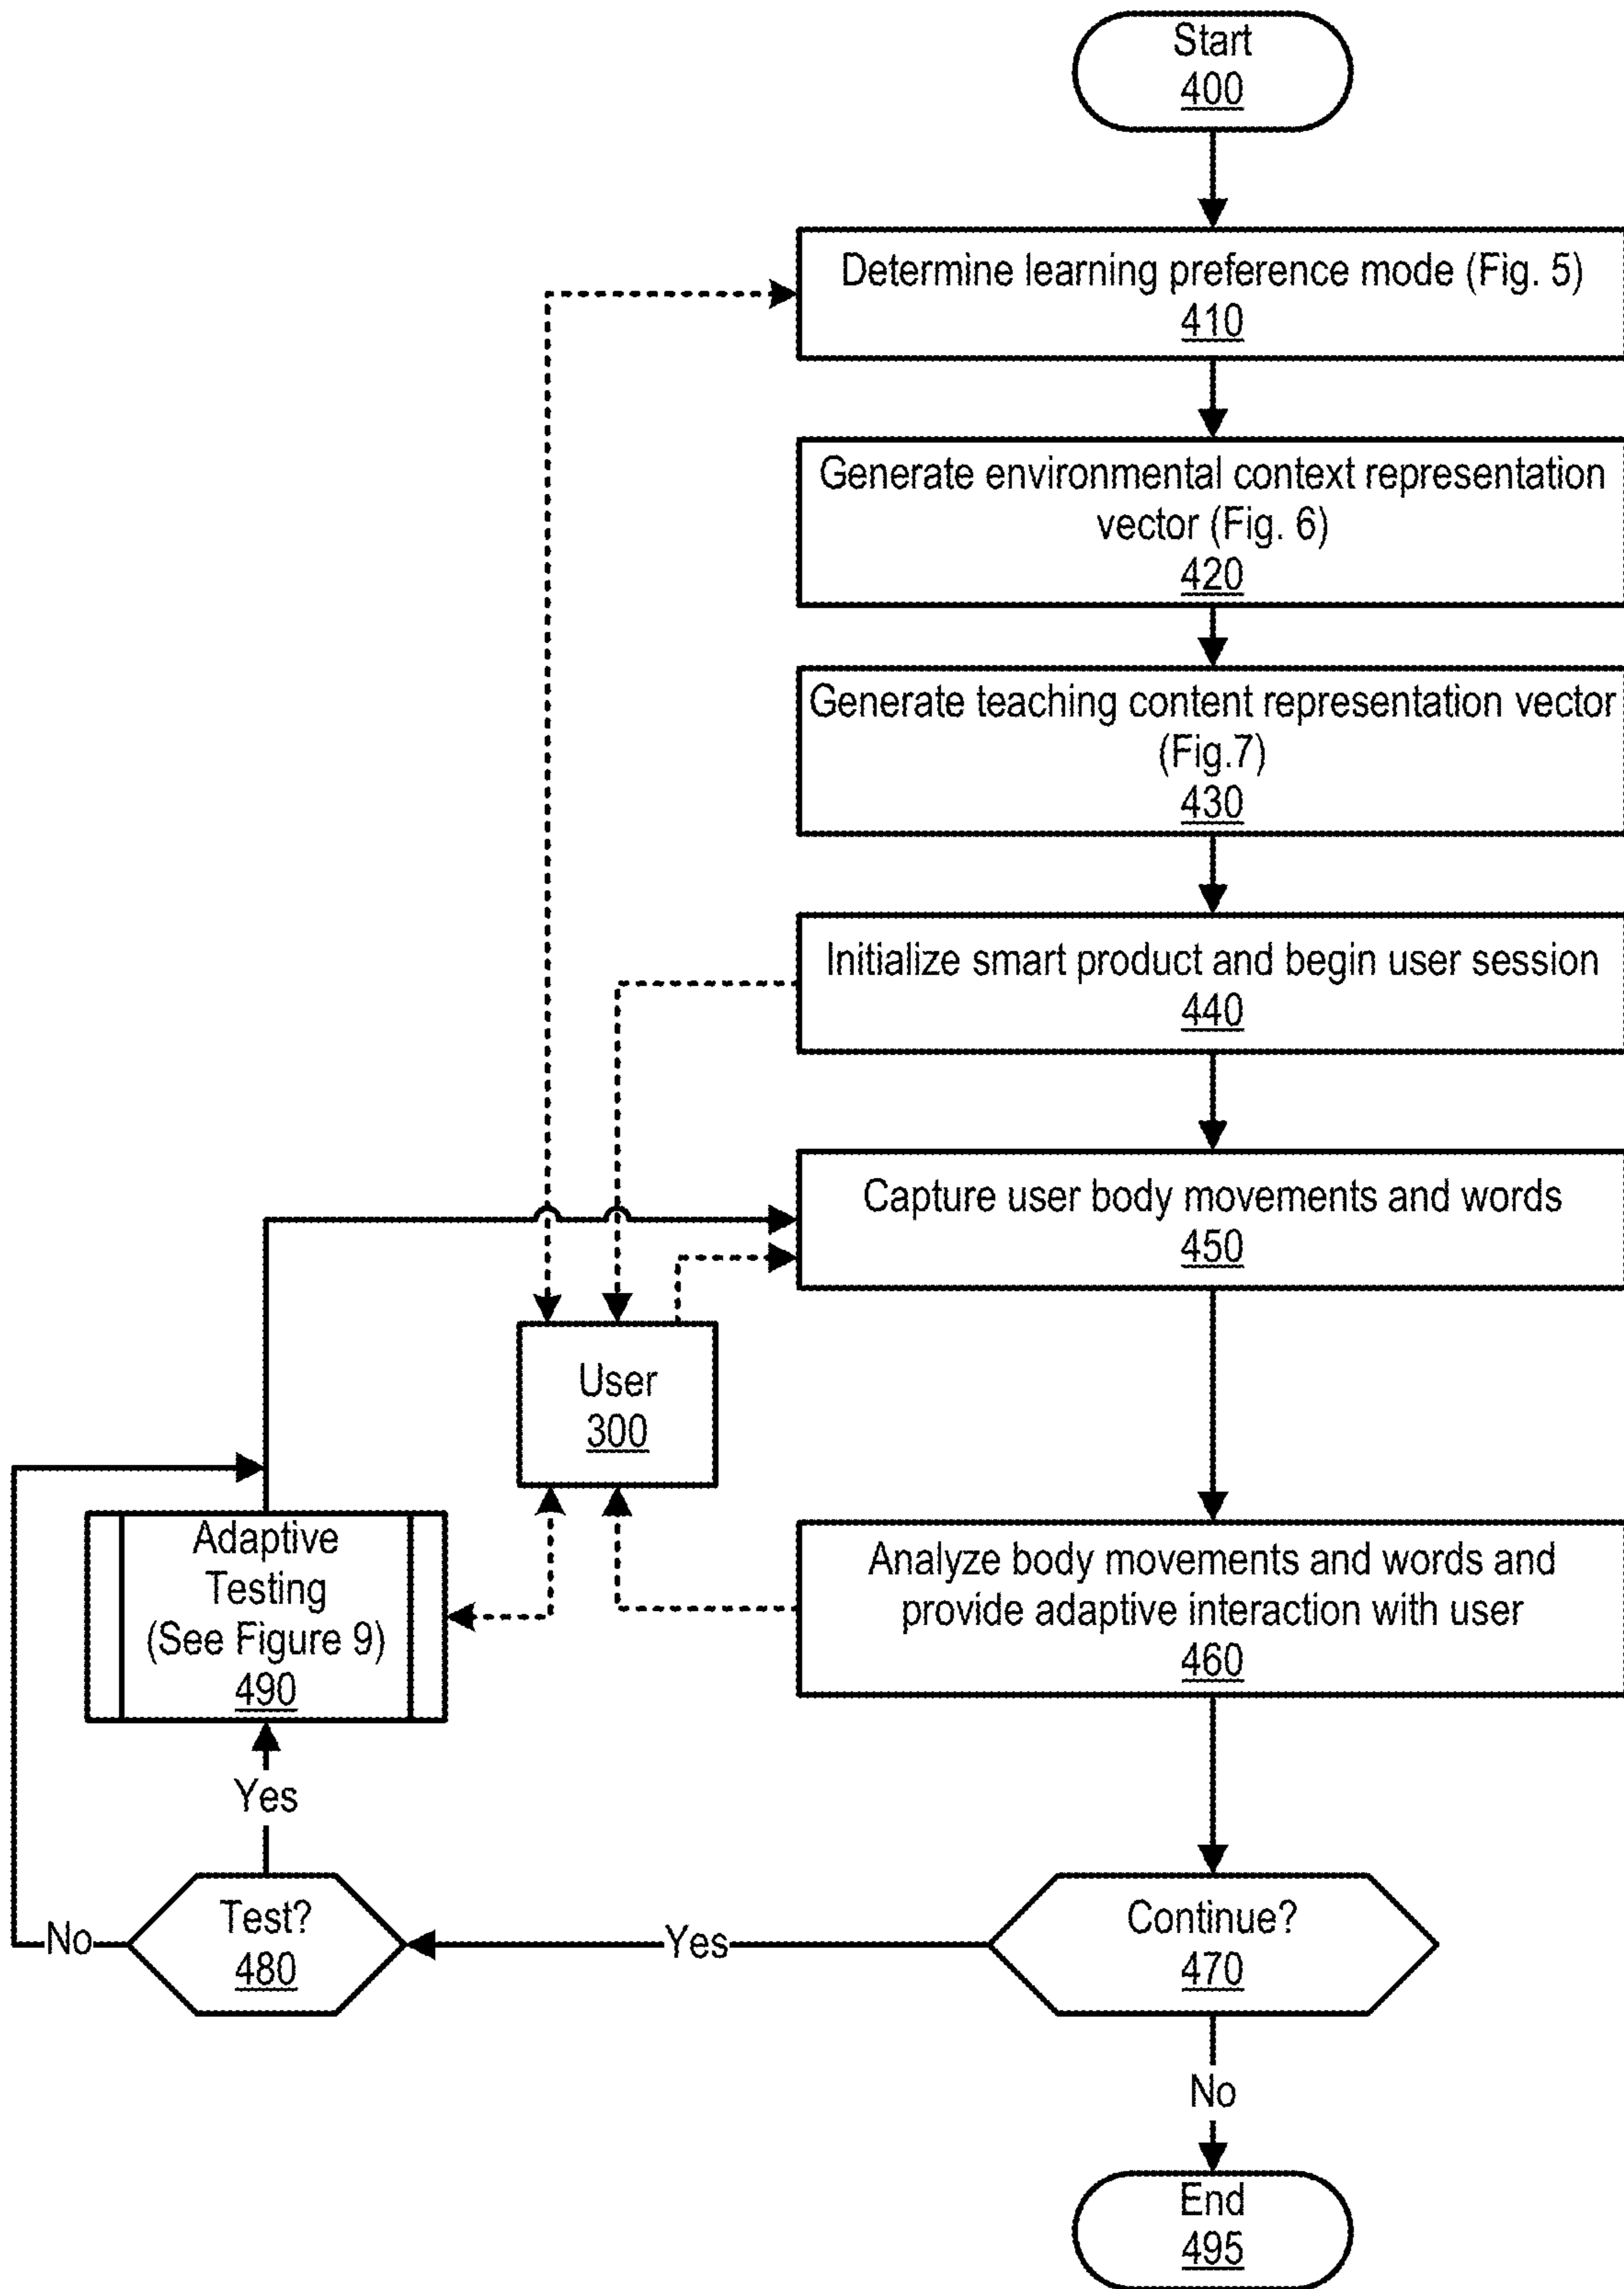 Start
400
Determine learning preference mode (Fig. 5)
410
Generate environmental context representation
vector (Fig. 6)
420
Generate teaching content representation vector
(Fig.7)
430
Initialize smart product and begin user session
440
Capture user body movements and words
450
User
300
Adaptive
Testing
(See Figure 9)
490
Analyze body movements and words and
provide adaptive interaction with user
460
Yes
Test?
480
No
Yes
Continue?
470
No
End
495